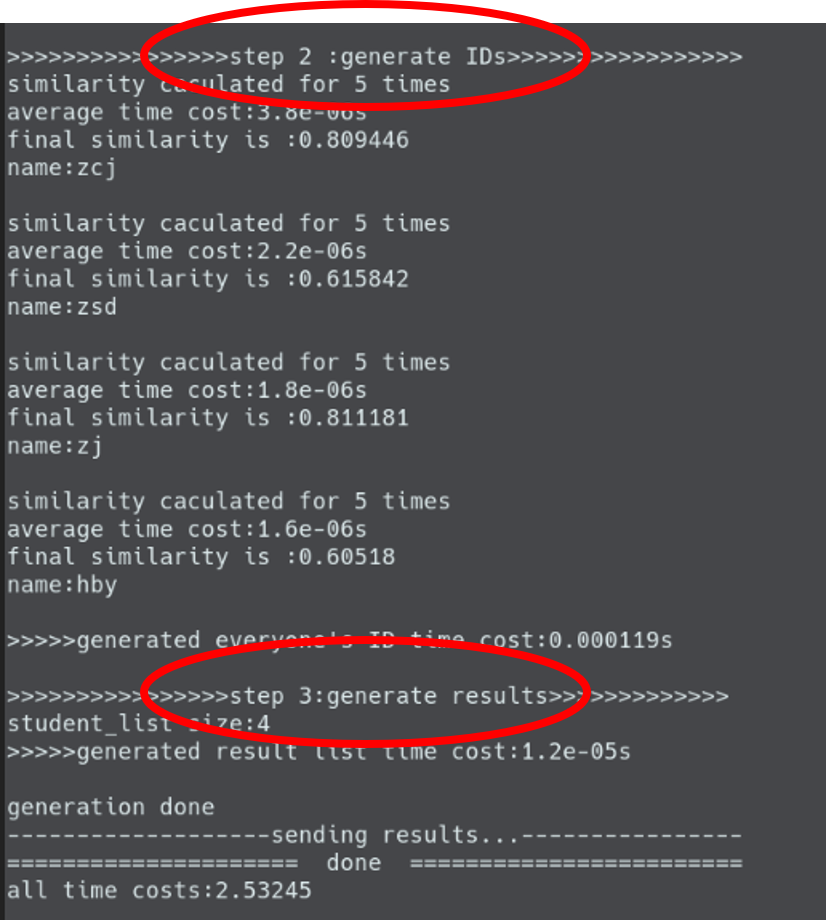 >>>>>>>>>>>>>>>>step 2 :generate IDs>>>>>>>>>>>>>>>>>
similarity caculated for 5 times
average time cost:3.8e-06s
final similarity is :0.809446
name:zcj
similarity caculated for 5 times
average time cost:2.2e-06s
final similarity is :0.615842
name:zsd
similarity caculated for 5 times
average time cost:1.8e-06s
final similarity is :0.811181
name:zj
similarity caculated for 5 times
average time cost:1.6e-06s
final similarity is :0.60518
name:hby
>>>>>generated everyone's ID time cost:0.000119s
>>>>>>>>>>>>>>>>step 3:generate results>>>>>>>>>>>>>
student_list size:4
>>>>>generated result list time cost:1.2e-05s
generation done
-------------------sending results...----------------
===================== done ========================
all time costs:2.53245